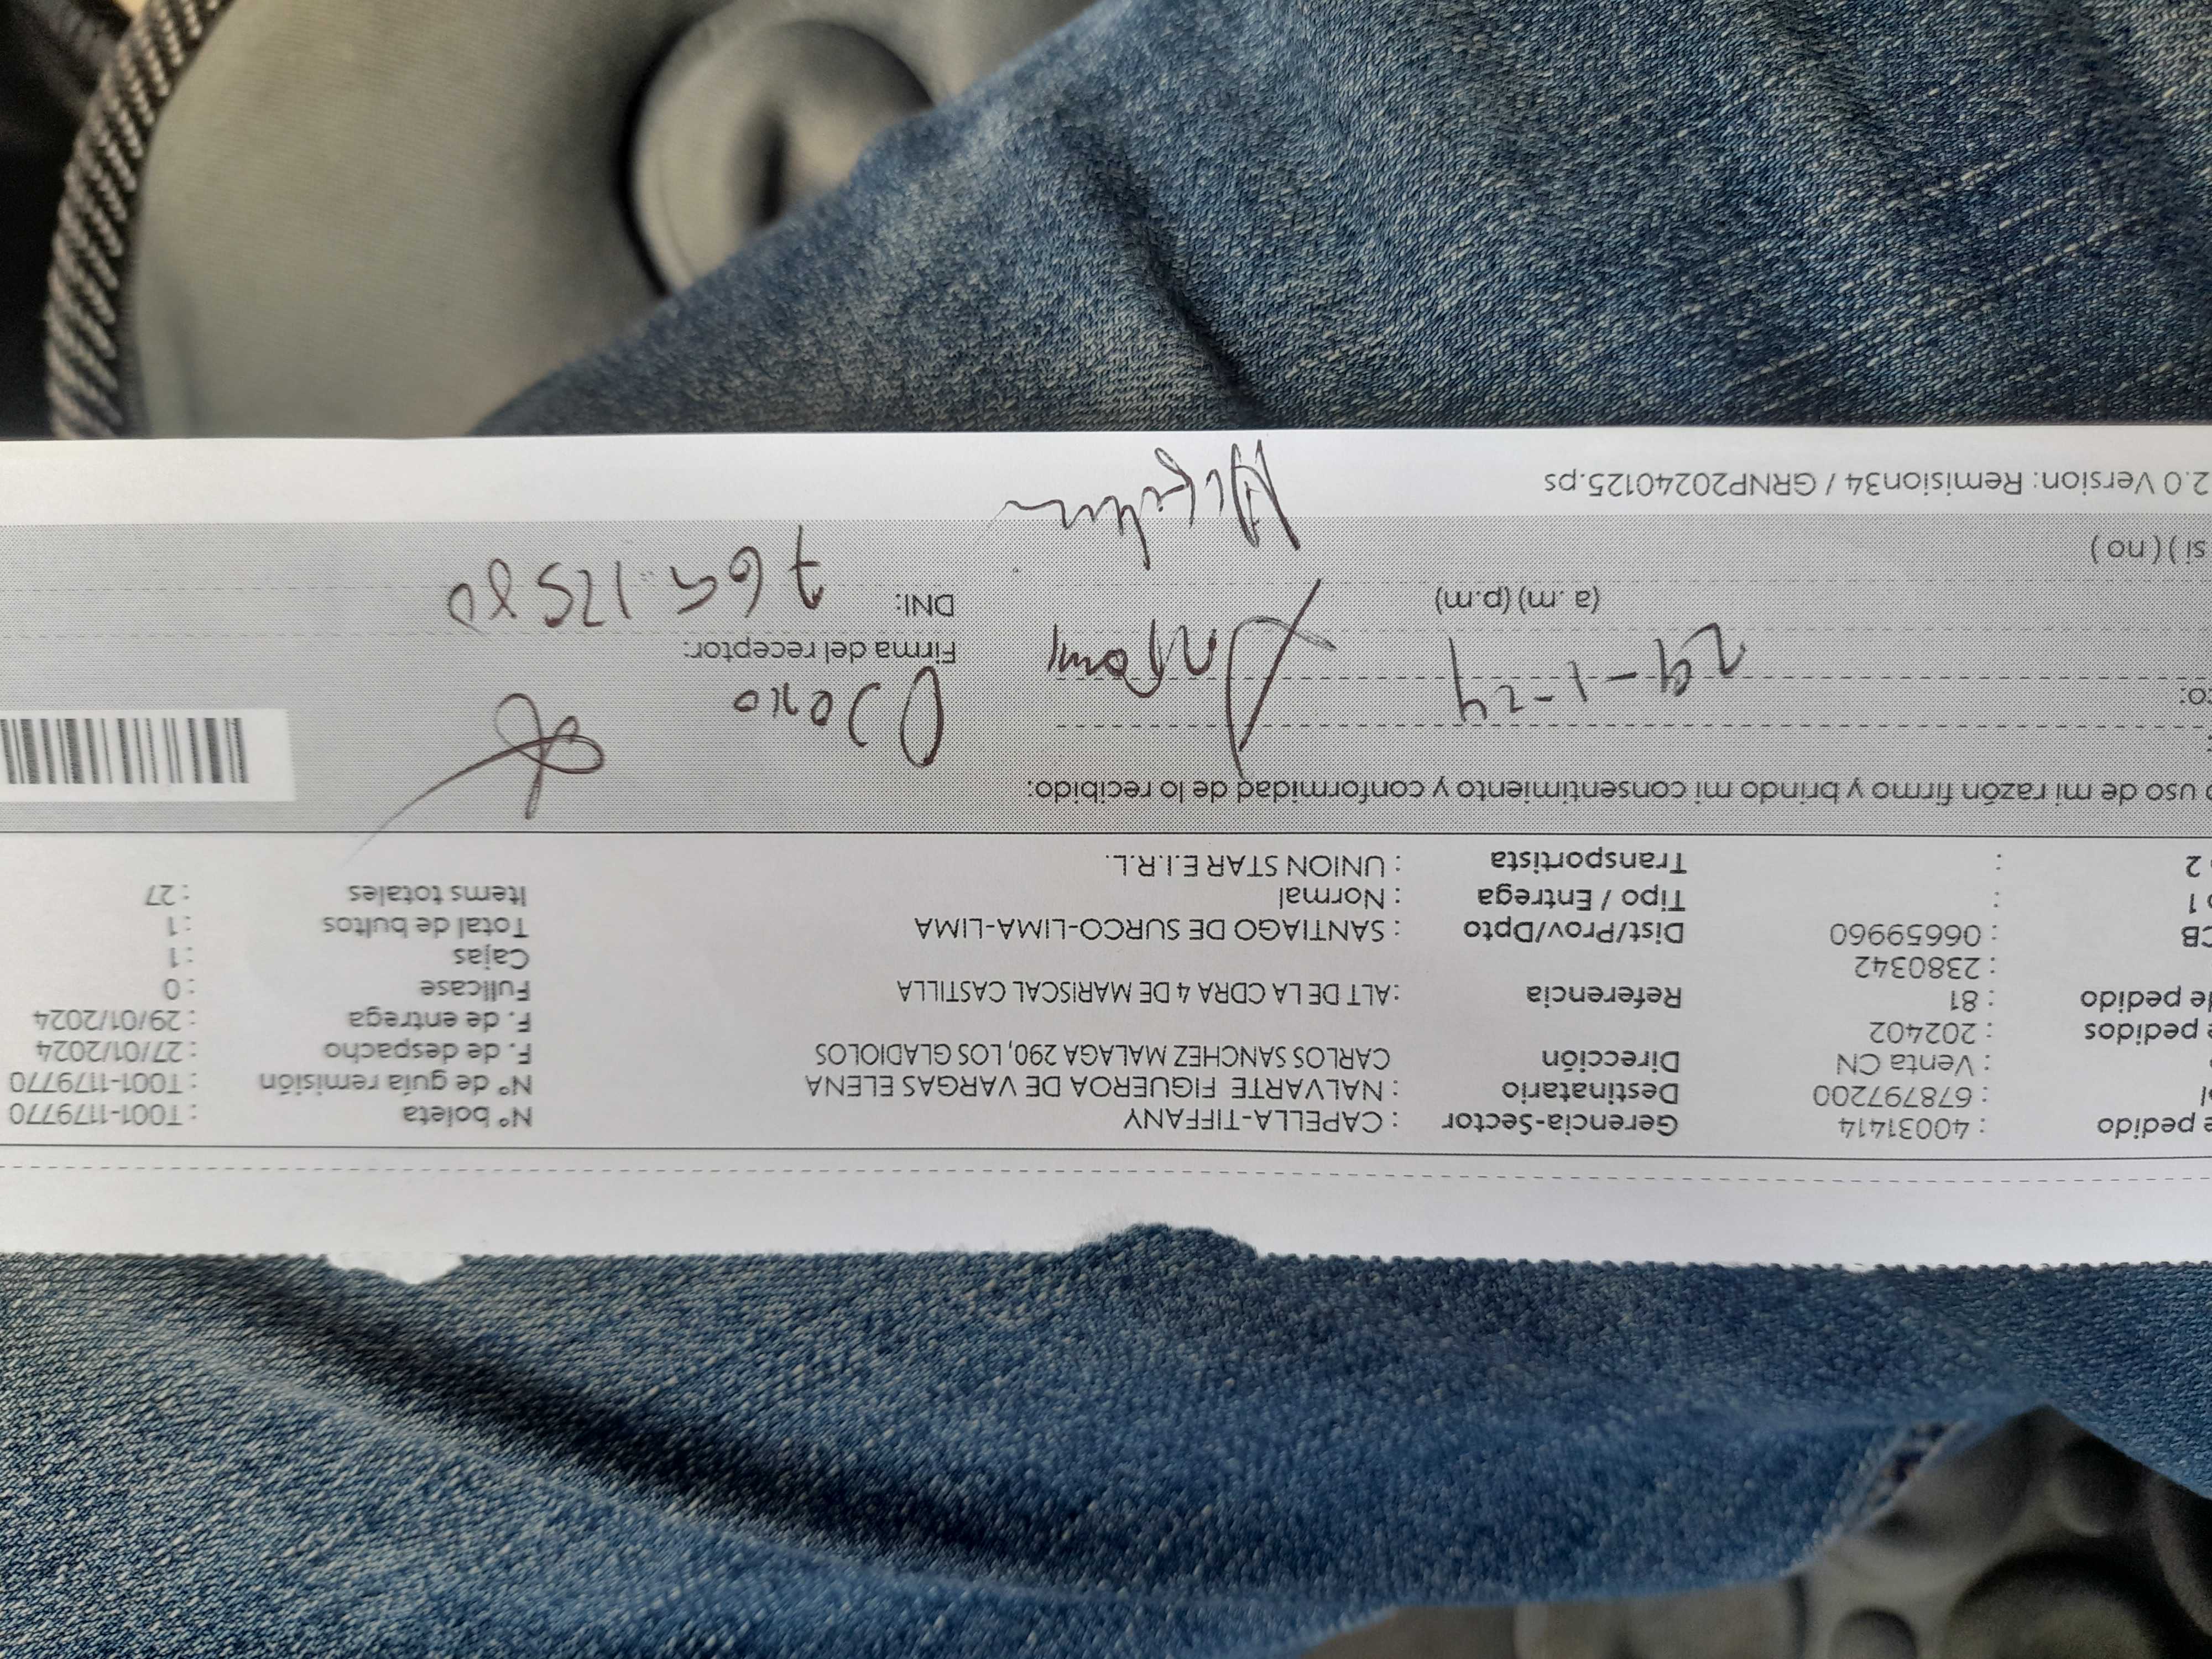 e pedido : 40031414 Gerencia-Sector : CAPELLA-TIFFANY N° boleta : T001-1179770
: 678797200 Destinatario : NALVARTE FIGUEROA DE VARGAS ELENA N° de guía remisión : T001-1179770
: Venta CN Dirección CARLOS SANCHEZ MALAGA 290, LOS GLADIOLOS F. de despacho : 27/01/2024
e pedidos : 202402 F. de entrega : 29/01/2024
de pedido : 81 Referencia :ALT DE LA CDRA 4 DE MARISCAL CASTILLA Fullcase : 0
: 2380342 Cajas : 1
CB : 06659960 Dist/Prov/Dpto : SANTIAGO DE SURCO-LIMA-LIMA Total de bultos : 1
o 1 : Tipo / Entrega : Normal Items totales : 27
o 2 : Transportista : UNION STAR E.I.R.L.
o uso de mi razón firmo y brindo mi consentimiento y conformidad de lo recibido:
to: 29-1-24
Firma del receptor:
(a.m) (p.m) DNI:
si ) ( no )
2.0 Version: Remision34 / GRNP20240125.ps